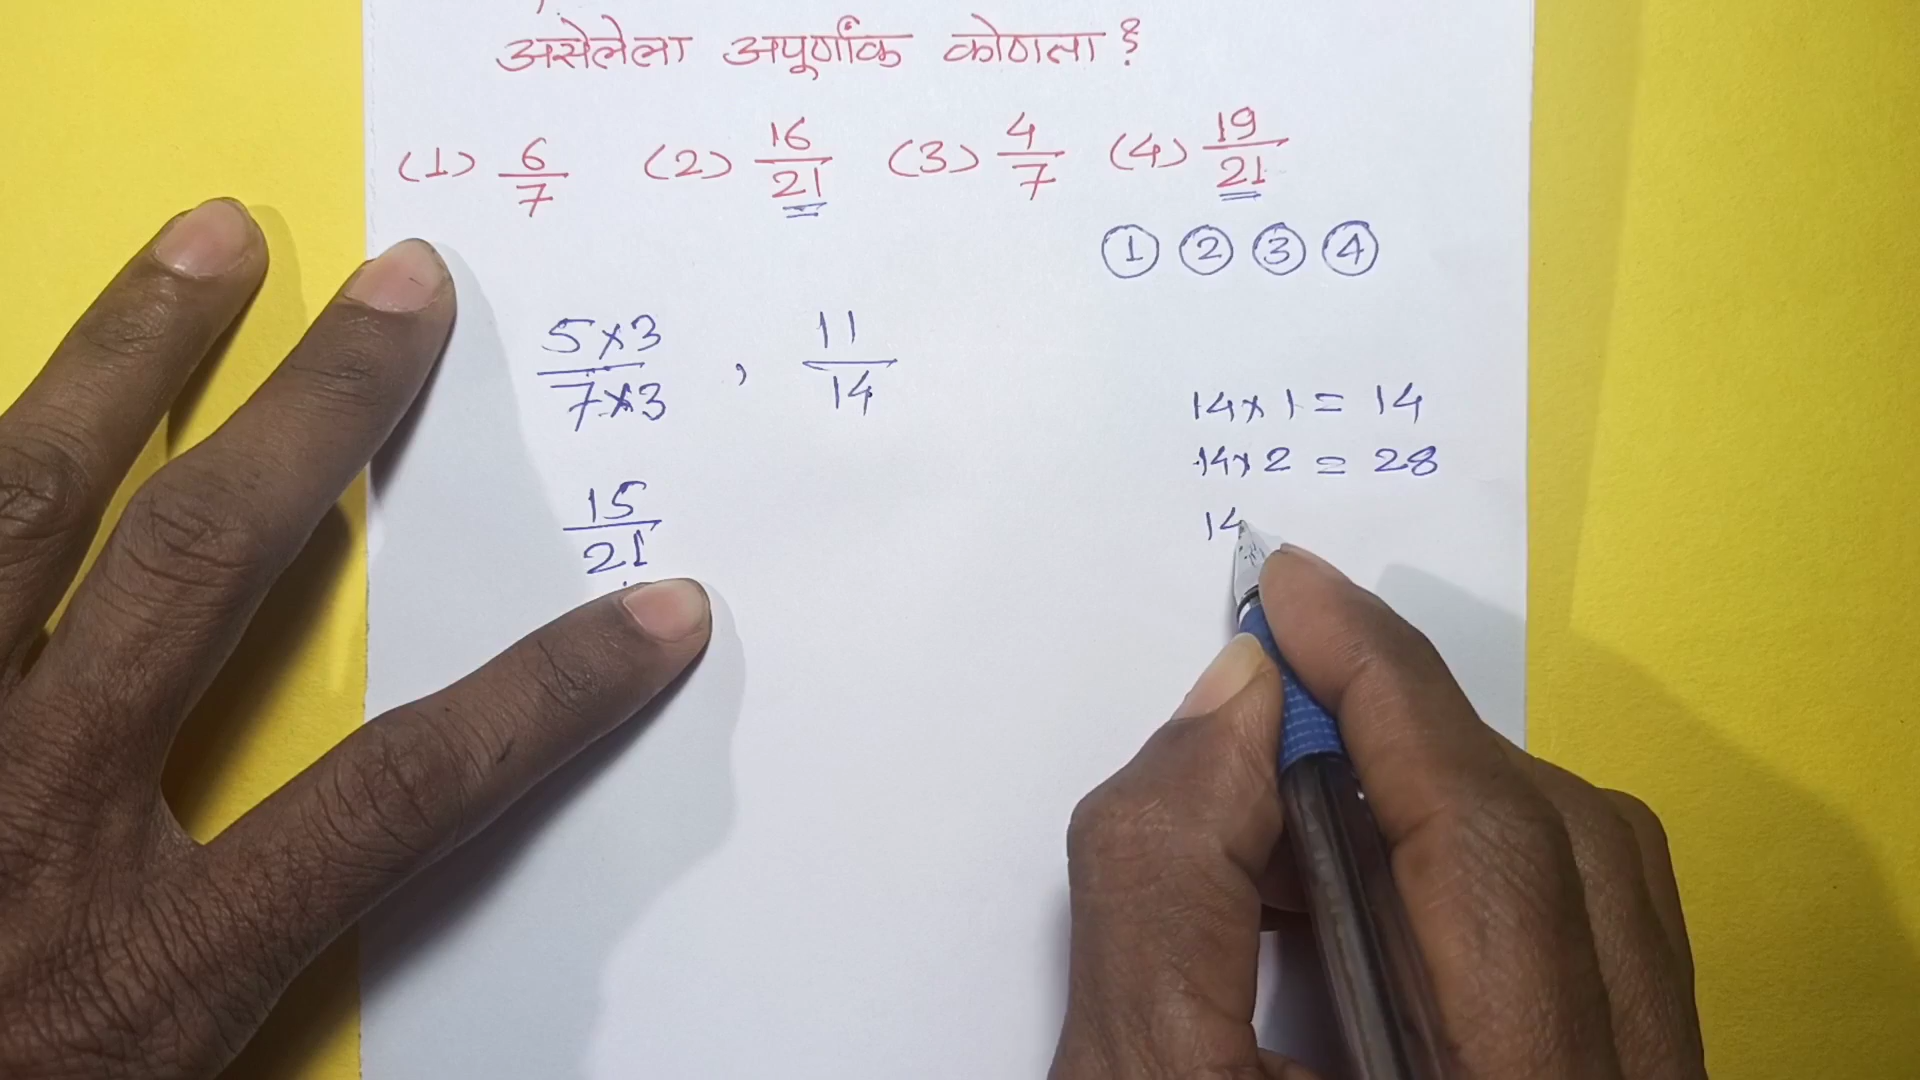 असेलेला अपूर्णांक कोणता ?
(1) 6/7 (2) 16/21 (3) 4/7 (4) 19/21
① ② ③ ④
5×3/7×3 , 11/14
15/21
14×1 = 14
14×2 = 28
14